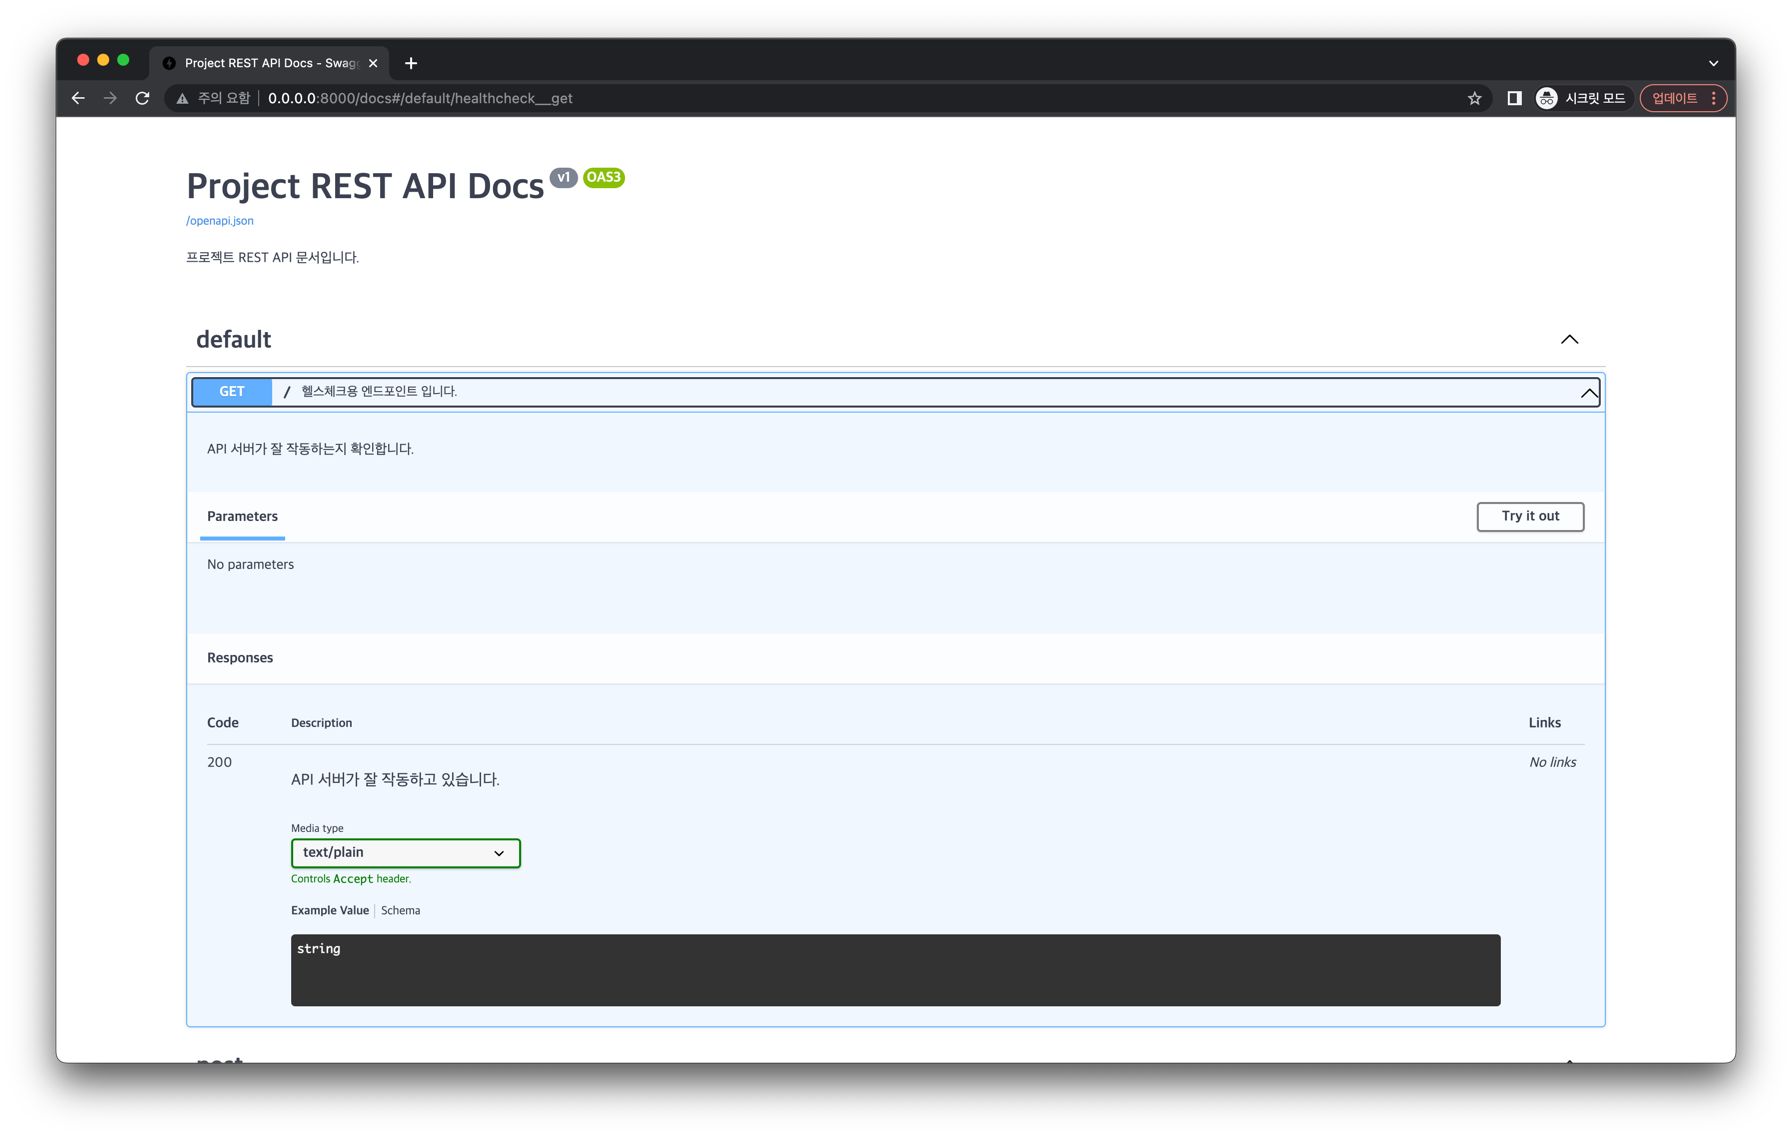 Project REST API Docs - Swag
주의 요함
0.0.0.0:8000/docs#/default/healthcheck__get
시크릿 모드
업데이트
Project REST API Docs v1 OAS3
/openapi.json
프로젝트 REST API 문서입니다.
default
GET / 헬스체크용 엔드포인트 입니다.
API 서버가 잘 작동하는지 확인합니다.
Parameters
Try it out
No parameters
Responses
Code Description Links
200 No links
API 서버가 잘 작동하고 있습니다.
Media type
text/plain
Controls Accept header.
Example Value Schema
string